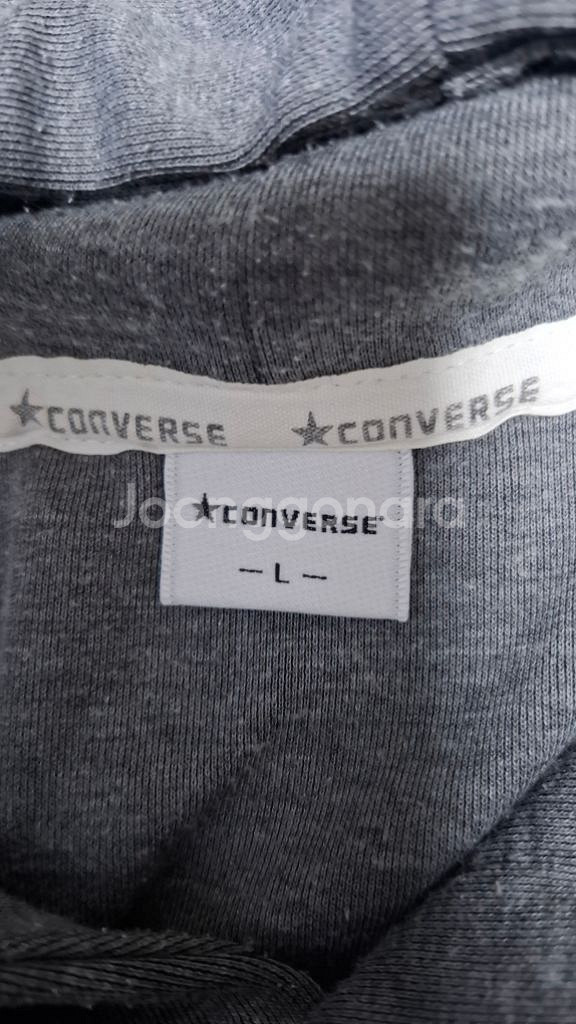 ★CONVERSE ★CONVERSE
Joonggonara
★CONVERSE
– L –